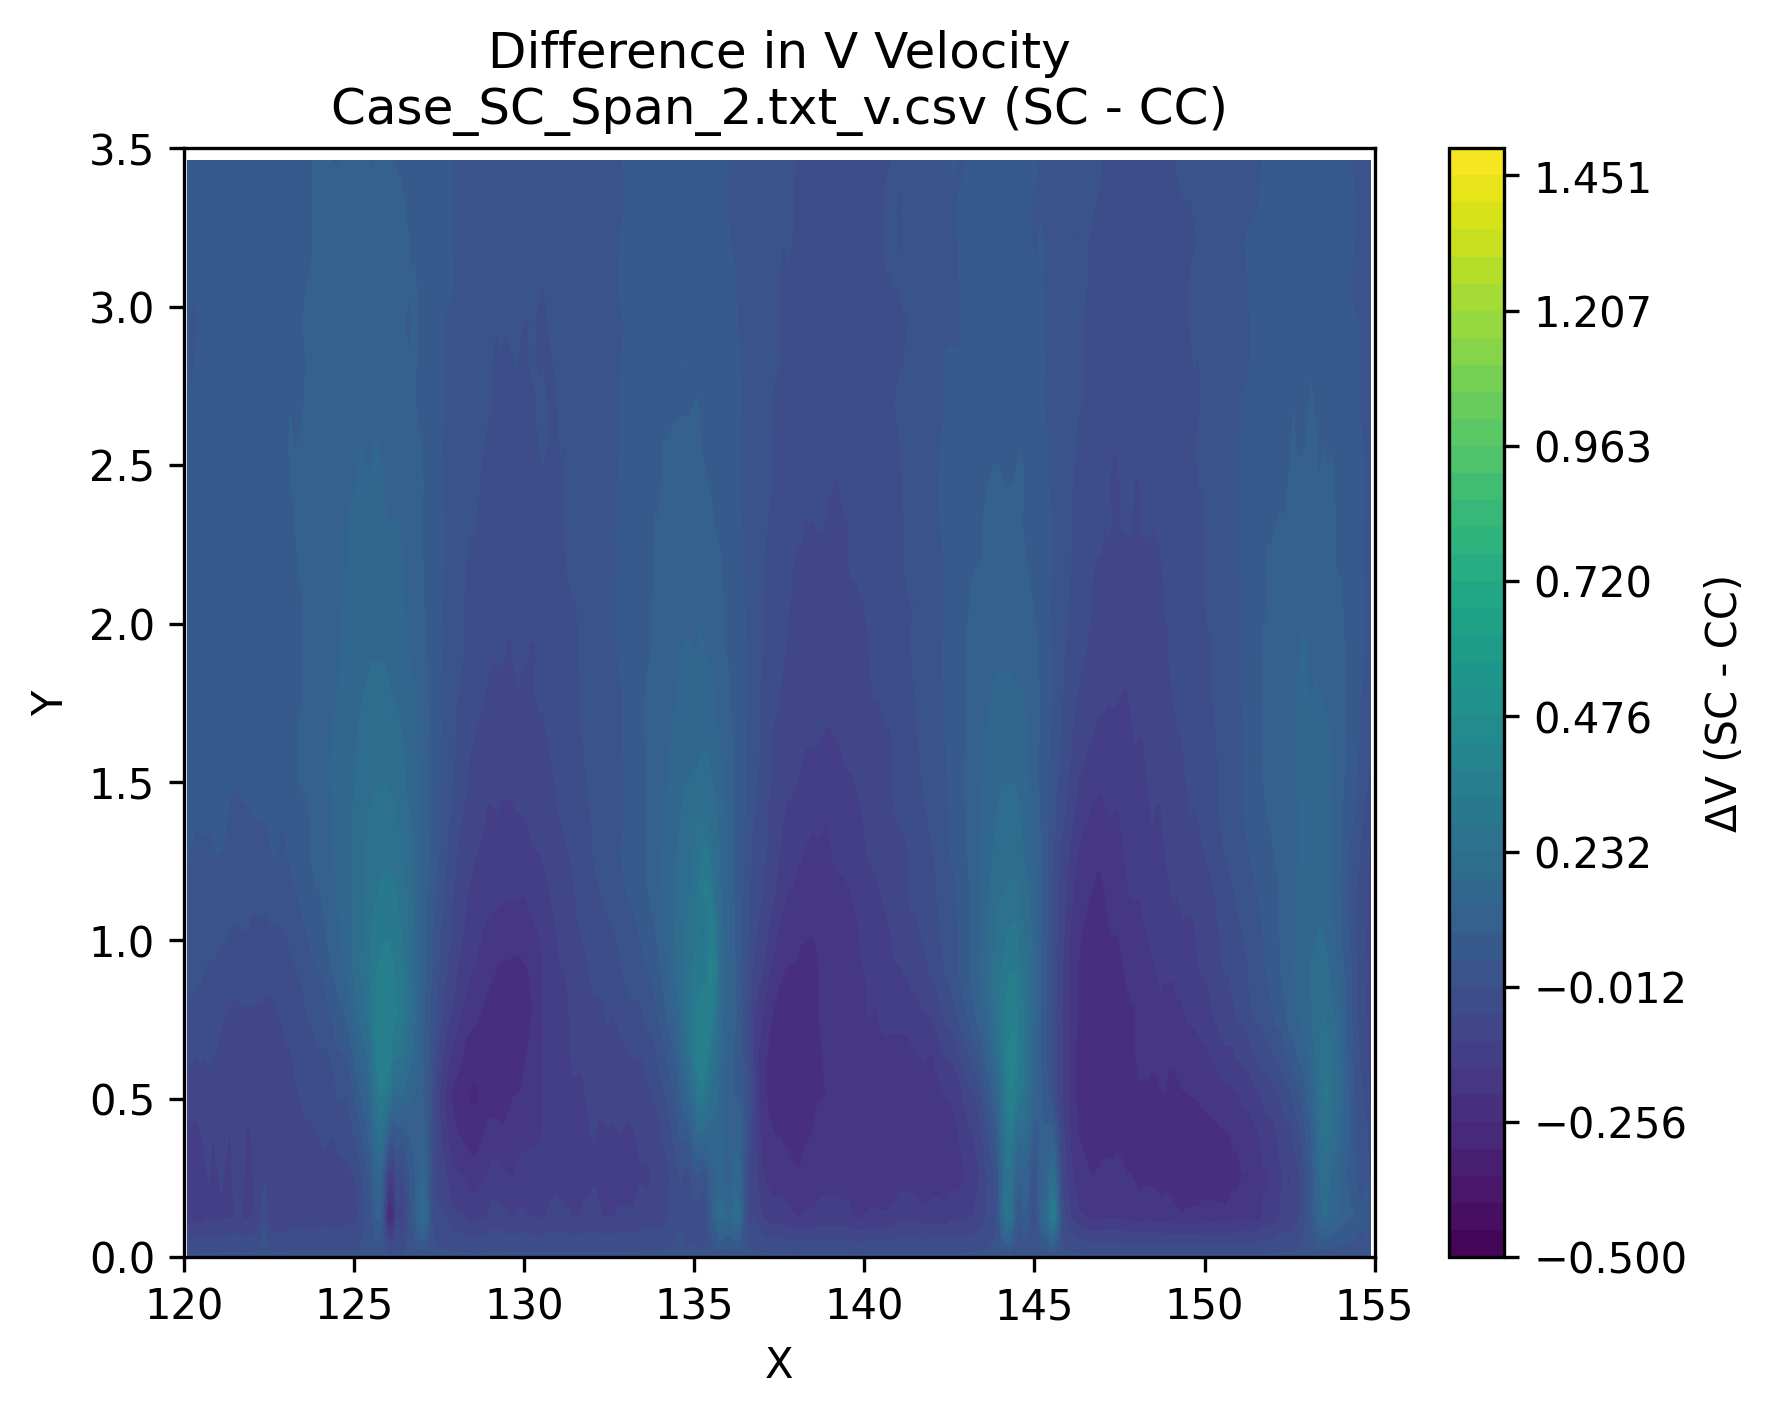 Difference in V Velocity
Case_SC_Span_2.txt_v.csv (SC - CC)
3.5
3.0
2.5
2.0
1.5
1.0
0.5
0.0
Y
120 125 130 135 140 145 150 155
X
1.451
1.207
0.963
0.720
0.476
0.232
−0.012
−0.256
−0.500
ΔV (SC - CC)